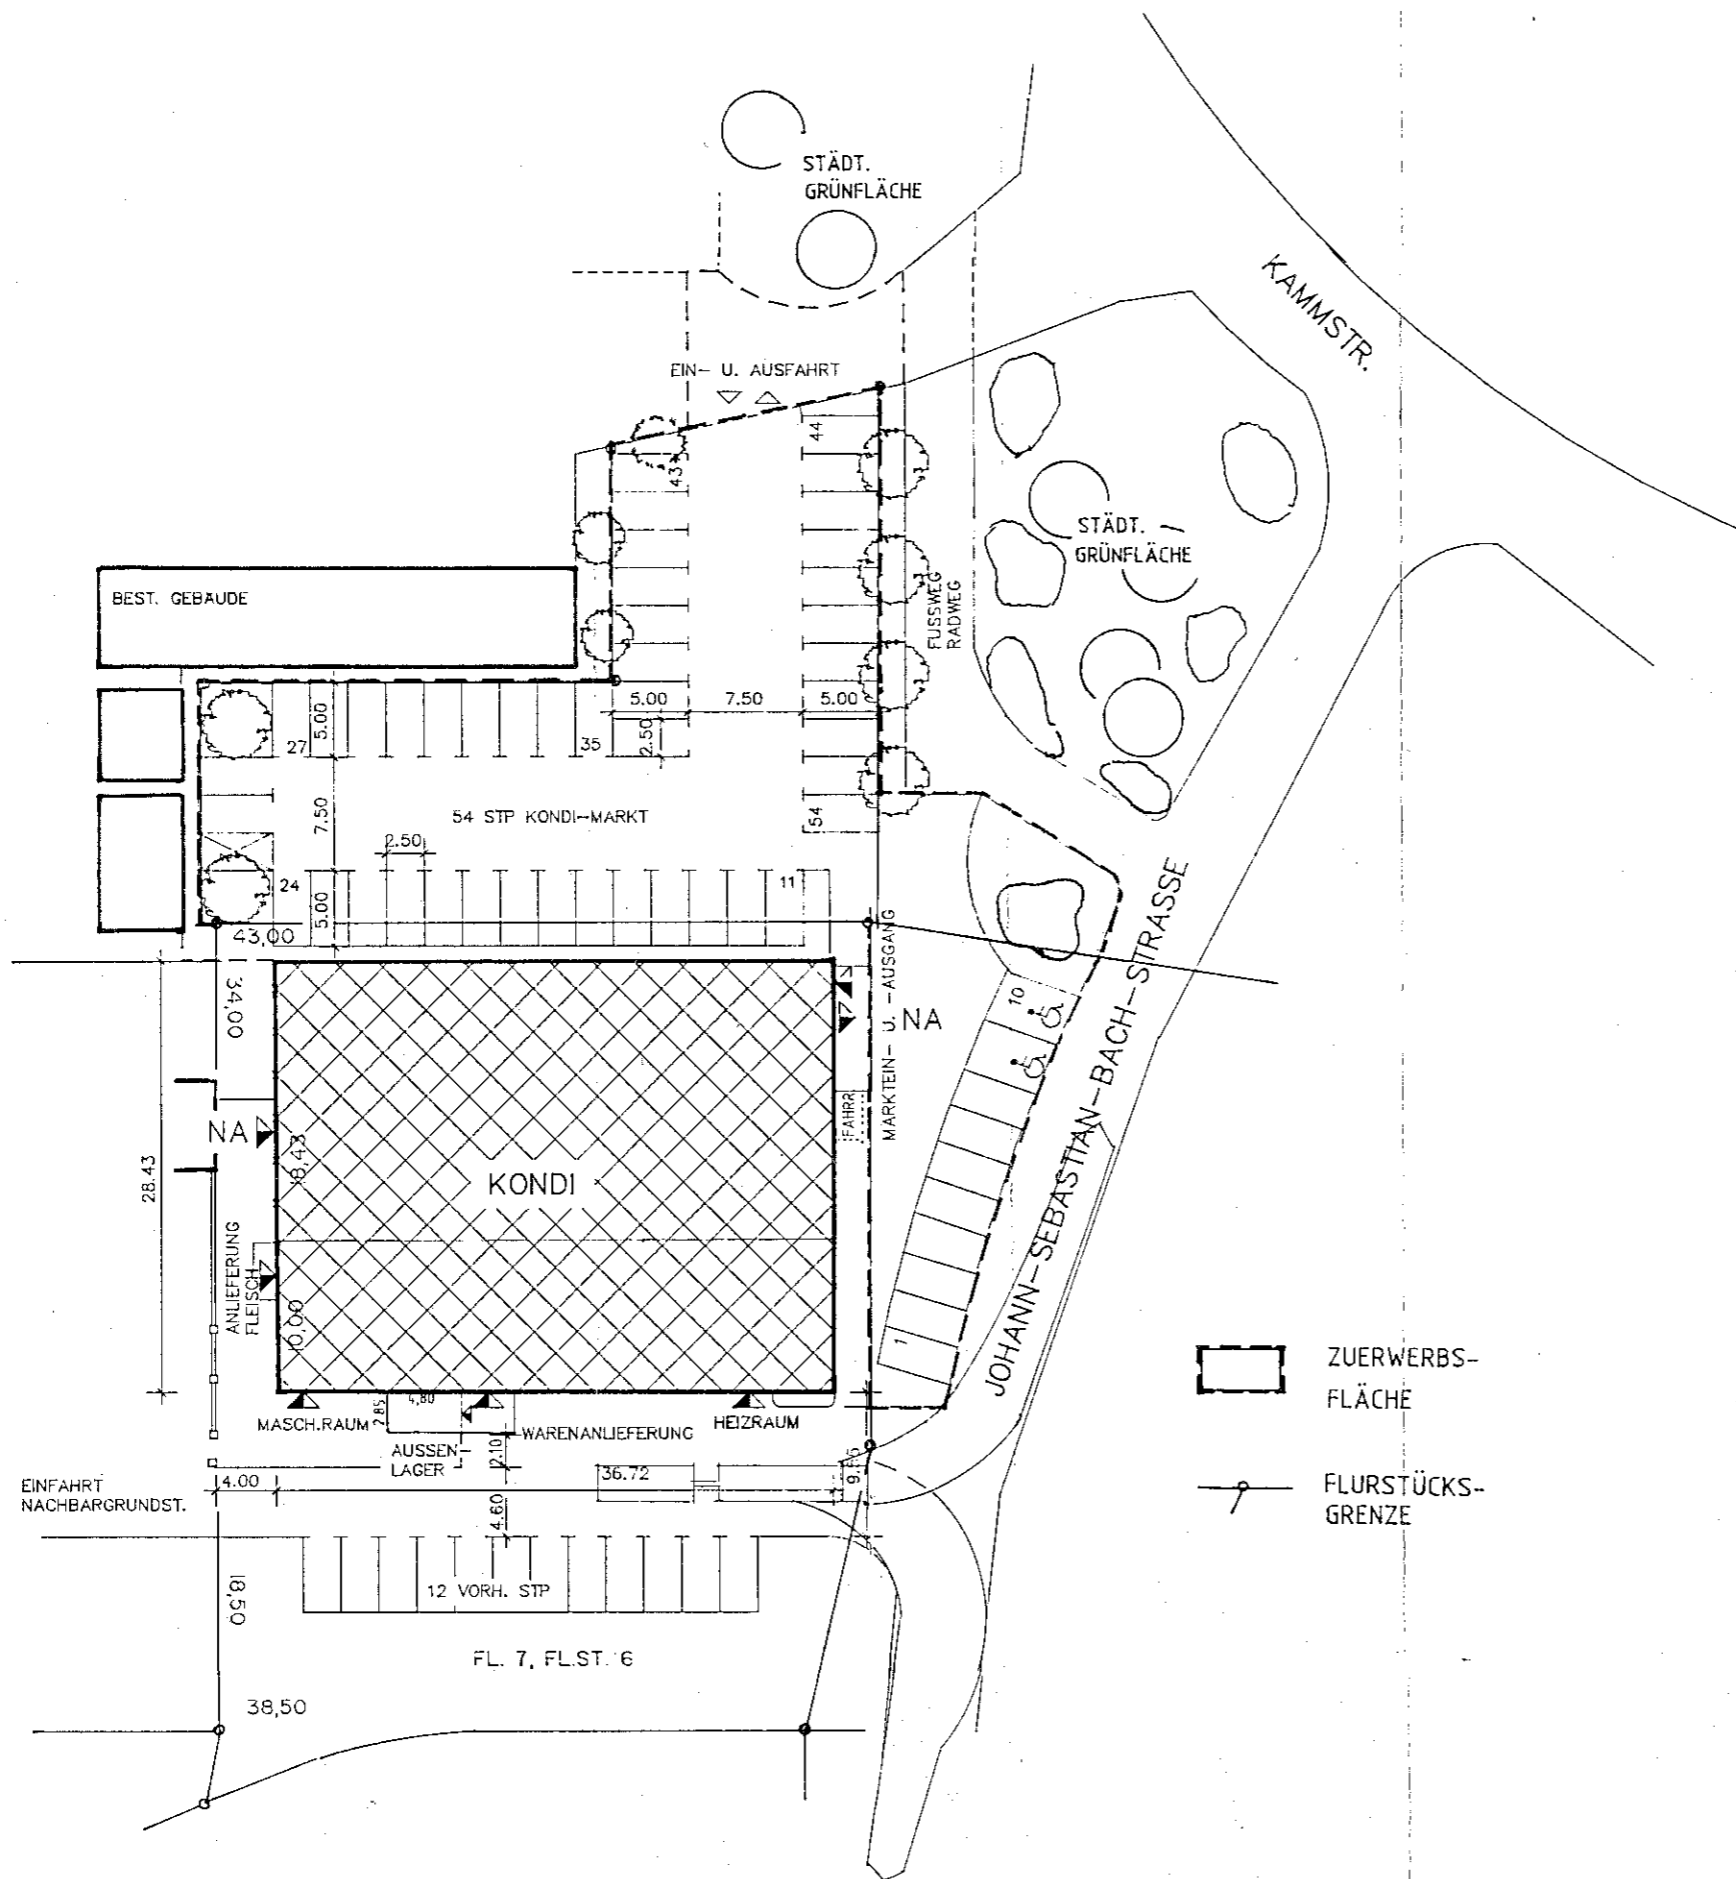 STÄDT.
GRÜNFLÄCHE
KAMMSTR.
EIN- U. AUSFAHRT
44
43
STÄDT.
GRÜNFLÄCHE
BEST. GEBÄUDE
FUSSWEG
RADWEG
5.00
7.50
5.00
5.00
27
35
2.50
54 STP KONDI-MARKT
7.50
2.50
54
24
11
5.00
43,00
34,00
MARKTEIN- U. -AUSGANG
NA
10
JOHANN-SEBASTIAN-BACH-STRASSE
FAHRR.
NA
18,43
28.43
KONDI
ANLIEFERUNG
FLEISCH
10,00
1
ZUERWERBS-
FLÄCHE
MASCH.RAUM
2.85
4,80
WARENANLIEFERUNG
HEIZRAUM
AUSSEN-
LAGER
2.10
EINFAHRT
NACHBARGRUNDST.
4.00
36.72
4.60
FLURSTÜCKS-
GRENZE
12 VORH. STP
18,50
FL. 7, FL.ST. 6
38,50